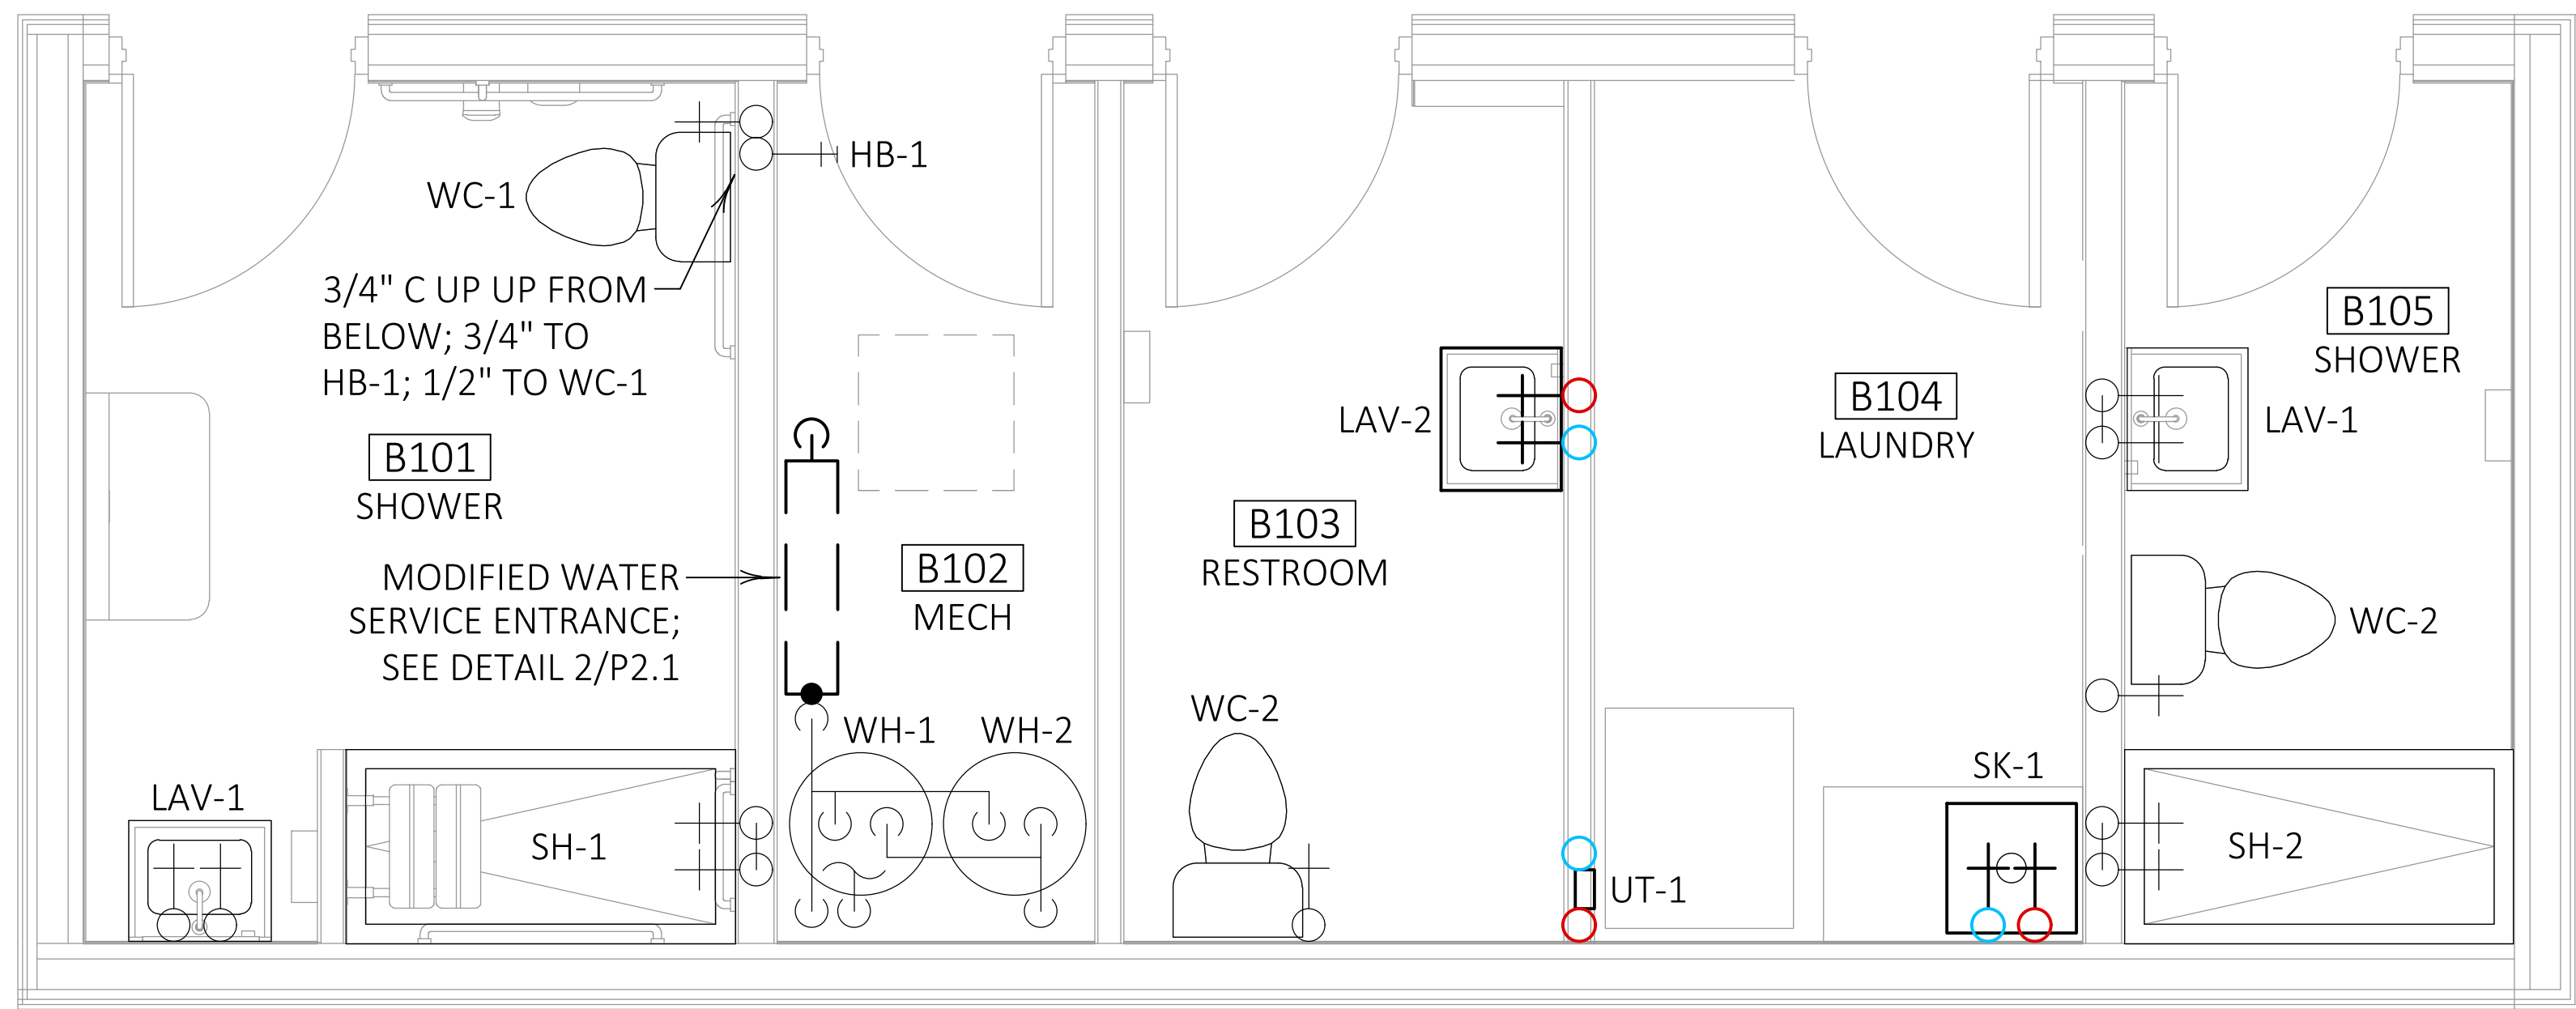 HB-1
WC-1
3/4" C UP UP FROM
BELOW; 3/4" TO
HB-1; 1/2" TO WC-1
B101
SHOWER
MODIFIED WATER
SERVICE ENTRANCE;
SEE DETAIL 2/P2.1
LAV-1
SH-1
B102
MECH
WH-1
WH-2
LAV-2
B103
RESTROOM
WC-2
B104
LAUNDRY
UT-1
SK-1
B105
SHOWER
LAV-1
WC-2
SH-2